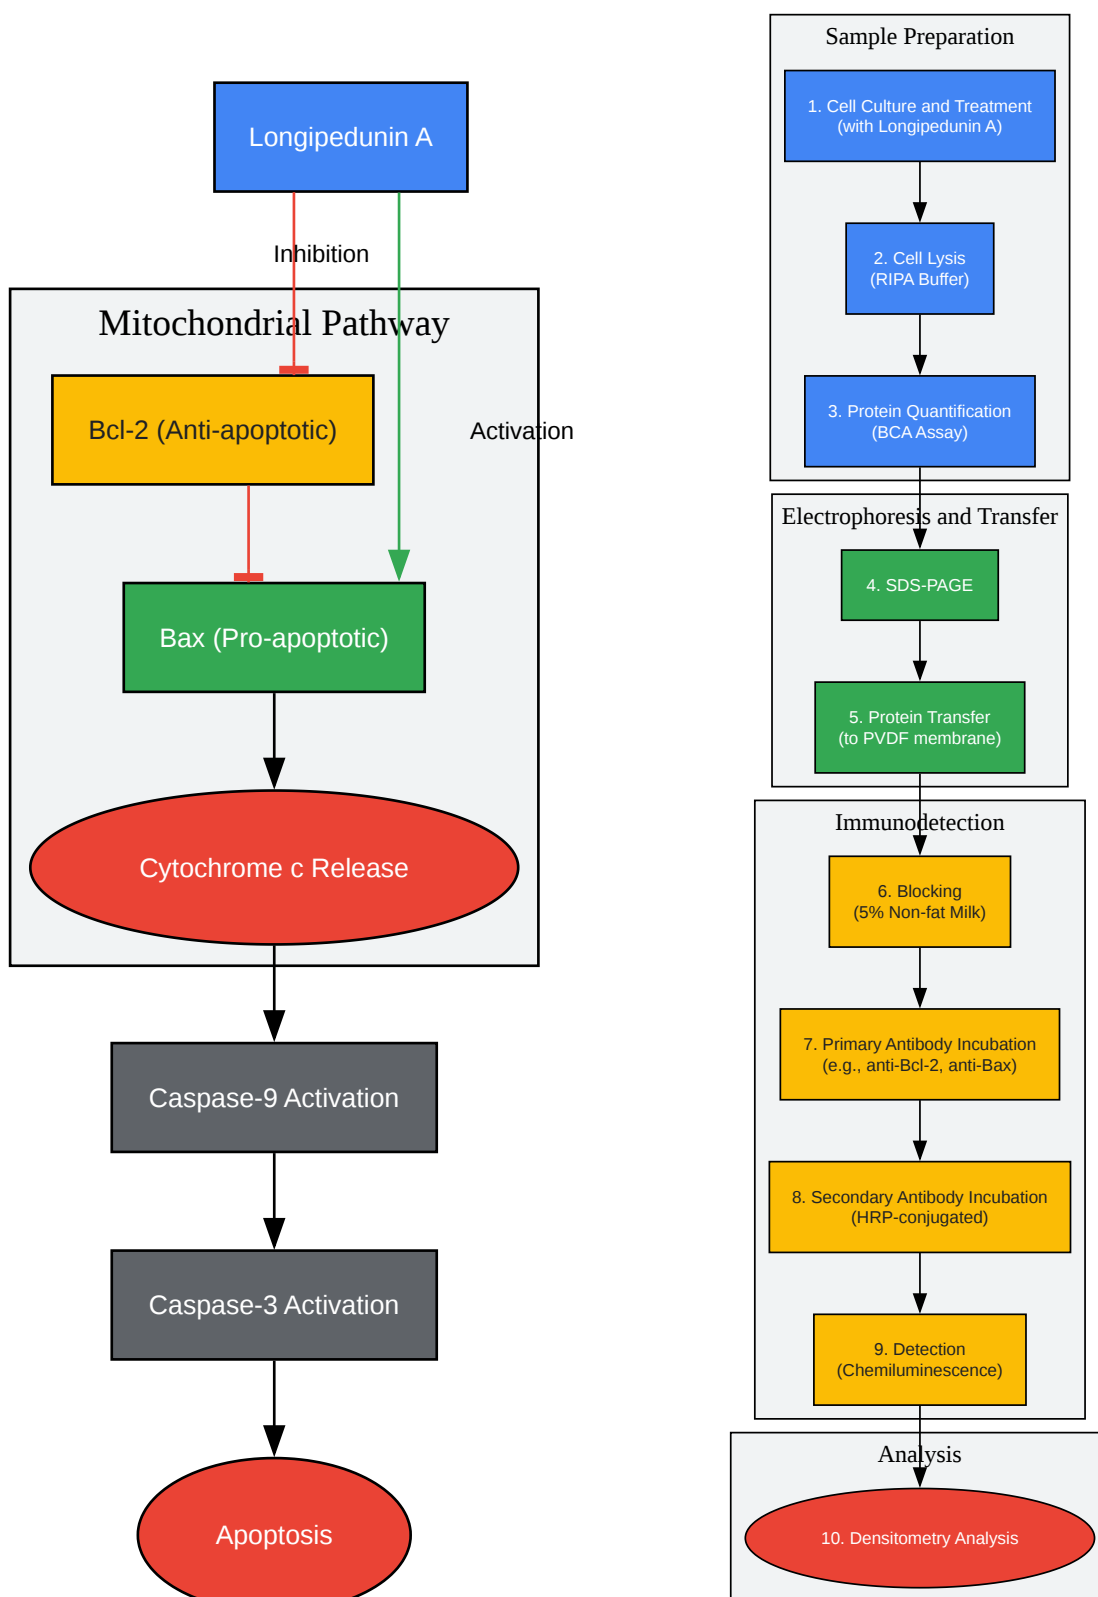 Longipedunin A
Inhibition
Mitochondrial Pathway
Bcl-2 (Anti-apoptotic)
Activation
Bax (Pro-apoptotic)
Cytochrome c Release
Caspase-9 Activation
Caspase-3 Activation
Apoptosis
Sample Preparation
1. Cell Culture and Treatment
(with Longipedunin A)
2. Cell Lysis
(RIPA Buffer)
3. Protein Quantification
(BCA Assay)
Electrophoresis and Transfer
4. SDS-PAGE
5. Protein Transfer
(to PVDF membrane)
Immunodetection
6. Blocking
(5% Non-fat Milk)
7. Primary Antibody Incubation
(e.g., anti-Bcl-2, anti-Bax)
8. Secondary Antibody Incubation
(HRP-conjugated)
9. Detection
(Chemiluminescence)
Analysis
10. Densitometry Analysis